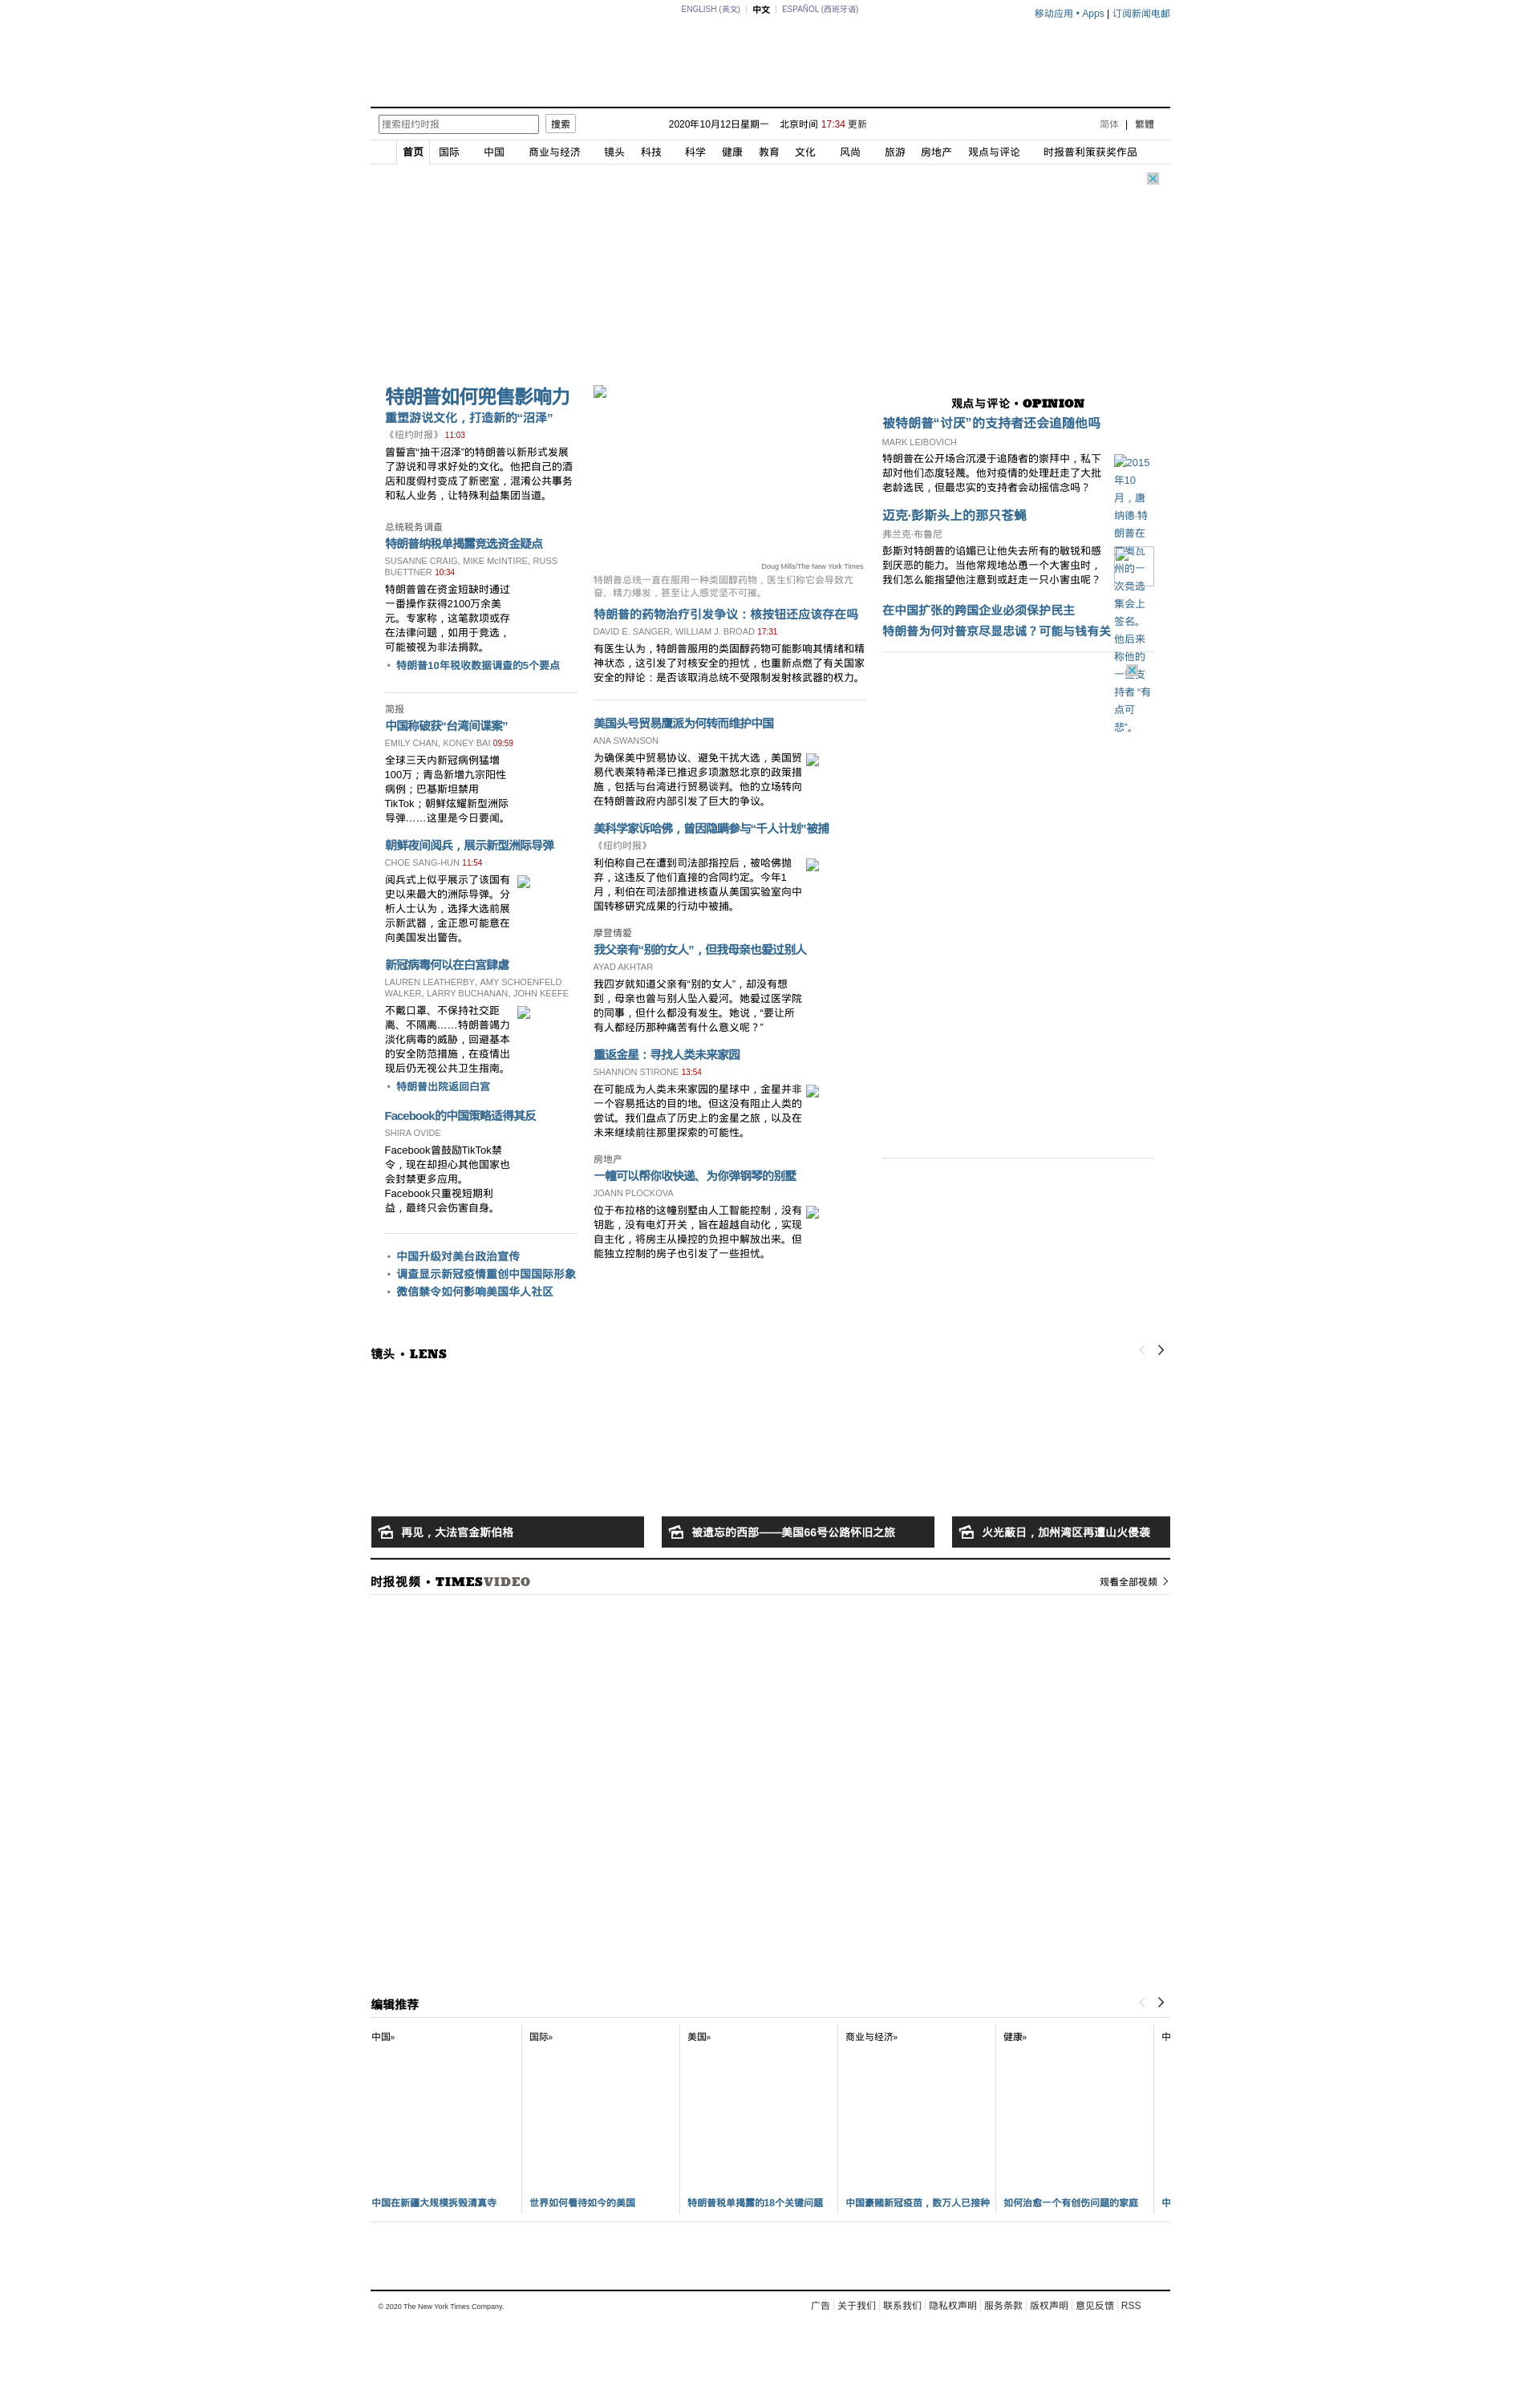 ENGLISH (英文) | 中文 | ESPAÑOL (西班牙语)
移动应用 • Apps | 订阅新闻电邮
搜索纽约时报 搜索 2020年10月12日星期一 北京时间 17:34 更新 简体 | 繁體
首页 国际 中国 商业与经济 镜头 科技 科学 健康 教育 文化 风尚 旅游 房地产 观点与评论 时报普利策获奖作品
特朗普如何兜售影响力
重塑游说文化，打造新的“沼泽”
《纽约时报》 11:03
曾誓言“抽干沼泽”的特朗普以新形式发展
了游说和寻求好处的文化。他把自己的酒
店和度假村变成了新密室，混淆公共事务
和私人业务，让特殊利益集团当道。
总统税务调查
特朗普纳税单揭露竞选资金疑点
SUSANNE CRAIG, MIKE McINTIRE, RUSS
BUETTNER 10:34
特朗普曾在资金短缺时通过
一番操作获得2100万余美
元。专家称，这笔款项或存
在法律问题，如用于竞选，
可能被视为非法捐款。
• 特朗普10年税收数据调查的5个要点
简报
中国称破获“台湾间谍案”
EMILY CHAN, KONEY BAI 09:59
全球三天内新冠病例猛增
100万；青岛新增九宗阳性
病例；巴基斯坦禁用
TikTok；朝鲜炫耀新型洲际
导弹……这里是今日要闻。
朝鲜夜间阅兵，展示新型洲际导弹
CHOE SANG-HUN 11:54
阅兵式上似乎展示了该国有
史以来最大的洲际导弹。分
析人士认为，选择大选前展
示新武器，金正恩可能意在
向美国发出警告。
新冠病毒何以在白宫肆虐
LAUREN LEATHERBY, AMY SCHOENFELD
WALKER, LARRY BUCHANAN, JOHN KEEFE
不戴口罩、不保持社交距
离、不隔离……特朗普竭力
淡化病毒的威胁，回避基本
的安全防范措施，在疫情出
现后仍无视公共卫生指南。
• 特朗普出院返回白宫
Facebook的中国策略适得其反
SHIRA OVIDE
Facebook曾鼓励TikTok禁
令，现在却担心其他国家也
会封禁更多应用。
Facebook只重视短期利
益，最终只会伤害自身。
• 中国升级对美台政治宣传
• 调查显示新冠疫情重创中国国际形象
• 微信禁令如何影响美国华人社区
Doug Mills/The New York Times
特朗普总统一直在服用一种类固醇药物，医生们称它会导致亢
奋、精力爆发，甚至让人感觉坚不可摧。
特朗普的药物治疗引发争议：核按钮还应该存在吗
DAVID E. SANGER, WILLIAM J. BROAD 17:31
有医生认为，特朗普服用的类固醇药物可能影响其情绪和精
神状态，这引发了对核安全的担忧，也重新点燃了有关国家
安全的辩论：是否该取消总统不受限制发射核武器的权力。
美国头号贸易鹰派为何转而维护中国
ANA SWANSON
为确保美中贸易协议、避免干扰大选，美国贸
易代表莱特希泽已推迟多项激怒北京的政策措
施，包括与台湾进行贸易谈判。他的立场转向
在特朗普政府内部引发了巨大的争议。
美科学家诉哈佛，曾因隐瞒参与“千人计划”被捕
《纽约时报》
利伯称自己在遭到司法部指控后，被哈佛抛
弃，这违反了他们直接的合同约定。今年1
月，利伯在司法部推进核查从美国实验室向中
国转移研究成果的行动中被捕。
摩登情爱
我父亲有“别的女人”，但我母亲也爱过别人
AYAD AKHTAR
我四岁就知道父亲有“别的女人”，却没有想
到，母亲也曾与别人坠入爱河。她爱过医学院
的同事，但什么都没有发生。她说，“要让所
有人都经历那种痛苦有什么意义呢？”
重返金星：寻找人类未来家园
SHANNON STIRONE 13:54
在可能成为人类未来家园的星球中，金星并非
一个容易抵达的目的地。但这没有阻止人类的
尝试。我们盘点了历史上的金星之旅，以及在
未来继续前往那里探索的可能性。
房地产
一幢可以帮你收快递、为你弹钢琴的别墅
JOANN PLOCKOVA
位于布拉格的这幢别墅由人工智能控制，没有
钥匙，没有电灯开关，旨在超越自动化，实现
自主化，将房主从操控的负担中解放出来。但
能独立控制的房子也引发了一些担忧。
观点与评论 • OPINION
被特朗普“讨厌”的支持者还会追随他吗
MARK LEIBOVICH
特朗普在公开场合沉浸于追随者的崇拜中，私下
却对他们态度轻蔑。他对疫情的处理赶走了大批
老龄选民，但最忠实的支持者会动摇信念吗？
2015
年10
月，唐
纳德·特
朗普在
州的一
次竞选
集会上
签名。
他后来
称他的
一些支
持者 “有
点可
悲”。
迈克·彭斯头上的那只苍蝇
弗兰克·布鲁尼
彭斯对特朗普的谄媚已让他失去所有的敏锐和感
到厌恶的能力。当他常规地怂恿一个大害虫时，
我们怎么能指望他注意到或赶走一只小害虫呢？
在中国扩张的跨国企业必须保护民主
特朗普为何对普京尽显忠诚？可能与钱有关
镜头 • LENS
再见，大法官金斯伯格
被遗忘的西部——美国66号公路怀旧之旅
火光蔽日，加州湾区再遭山火侵袭
时报视频 • TIMESVIDEO
观看全部视频
编辑推荐
中国» 国际» 美国» 商业与经济» 健康» 中
中国在新疆大规模拆毁清真寺
世界如何看待如今的美国
特朗普税单揭露的18个关键问题
中国豪赌新冠疫苗，数万人已接种
如何治愈一个有创伤问题的家庭
中
© 2020 The New York Times Company.
广告 | 关于我们 | 联系我们 | 隐私权声明 | 服务条款 | 版权声明 | 意见反馈 | RSS